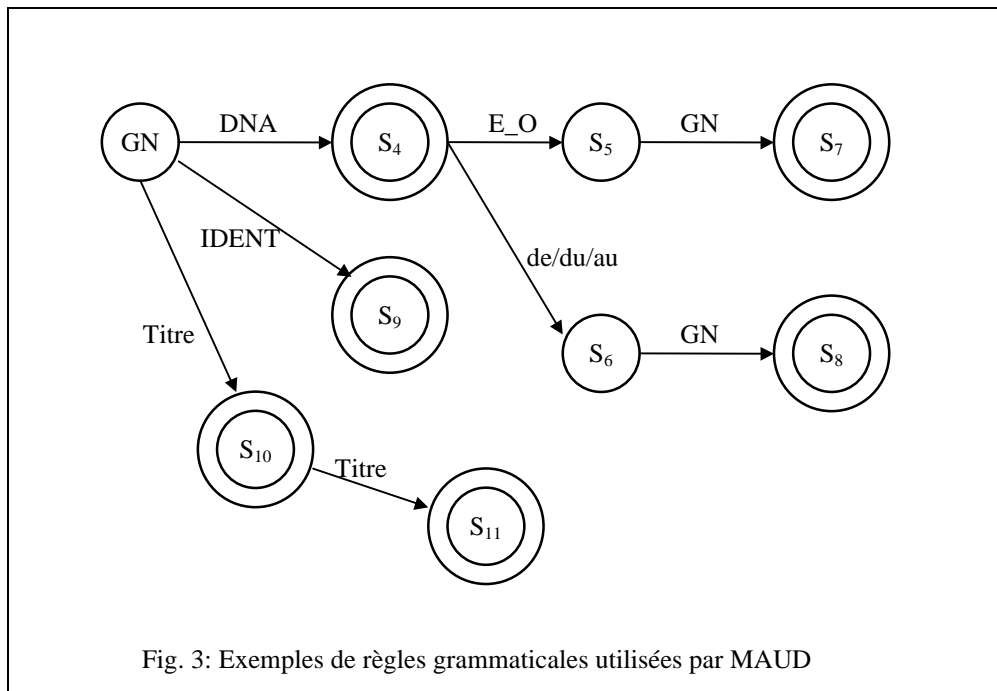 DNA E_O GN
GN S₄ S₅ S₇
IDENT de/du/au
S₉
Titre GN
S₆ S₈
S₁₀ Titre
S₁₁
Fig. 3: Exemples de règles grammaticales utilisées par MAUD